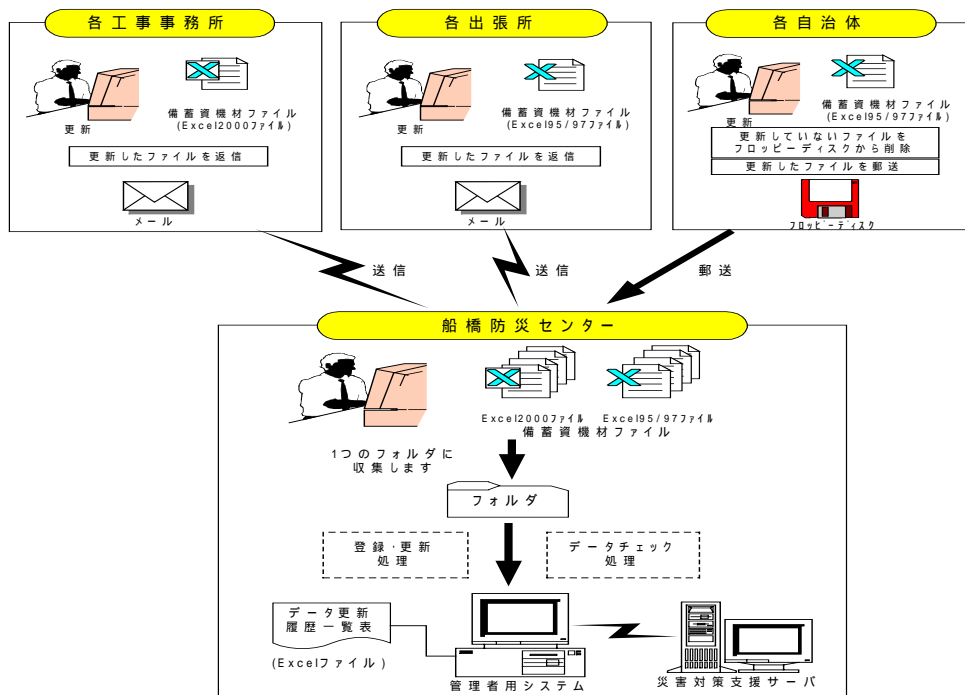 各工事事務所
備蓄資機材ファイル
(Excel2000ファイル)
更新
更新したファイルを返信
メール
各出張所
備蓄資機材ファイル
(Excel95/97ファイル)
更新
更新したファイルを返信
メール
各自治体
備蓄資機材ファイル
(Excel95/97ファイル)
更新
更新していないファイルを
フロッピーディスクから削除
更新したファイルを郵送
フロッピーディスク
送信
送信
郵送
船橋防災センター
Excel2000ファイル Excel95/97ファイル
備蓄資機材ファイル
1つのフォルダに
収集します
フォルダ
登録・更新
処理
データチェック
処理
データ更新
履歴一覧表
(Excelファイル)
管理者用システム
災害対策支援サーバ